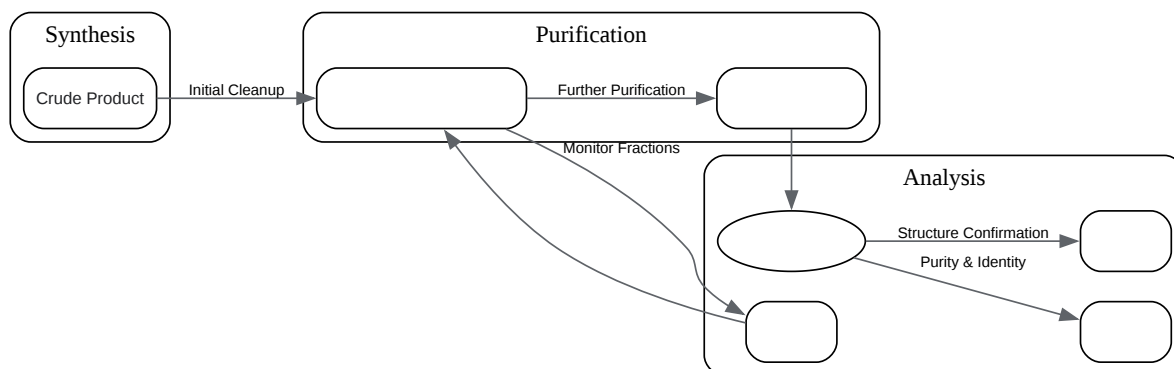 Synthesis
Purification
Crude Product
Initial Cleanup
Further Purification
Monitor Fractions
Analysis
Structure Confirmation
Purity & Identity